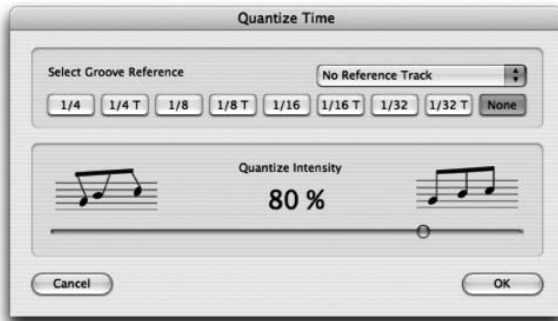 Quantize Time
Select Groove Reference No Reference Track
1/4 1/4 T 1/8 1/8 T 1/16 1/16 T 1/32 1/32 T None
Quantize Intensity
80 %
Cancel OK